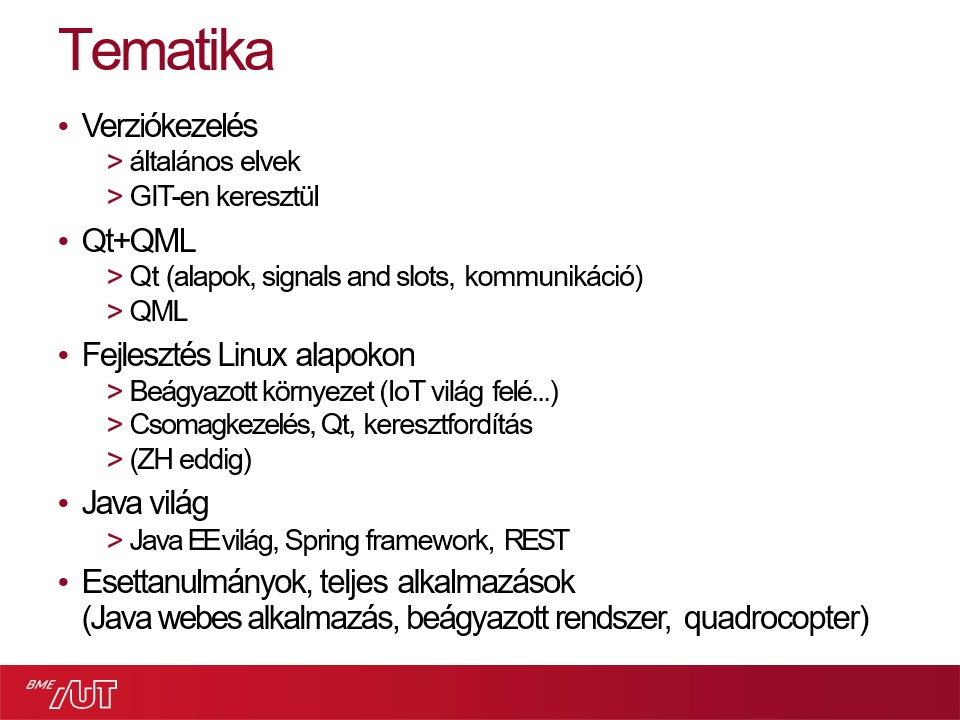 Tematika
• Verziókezelés
> általános elvek
> GIT-en keresztül
• Qt+QML
> Qt (alapok, signals and slots, kommunikáció)
> QML
• Fejlesztés Linux alapokon
> Beágyazott környezet (IoT világ felé...)
> Csomagkezelés, Qt, keresztfordítás
> (ZH eddig)
• Java világ
> Java EE világ, Spring framework, REST
• Esettanulmányok, teljes alkalmazások
(Java webes alkalmazás, beágyazott rendszer, quadrocopter)
BME AUT